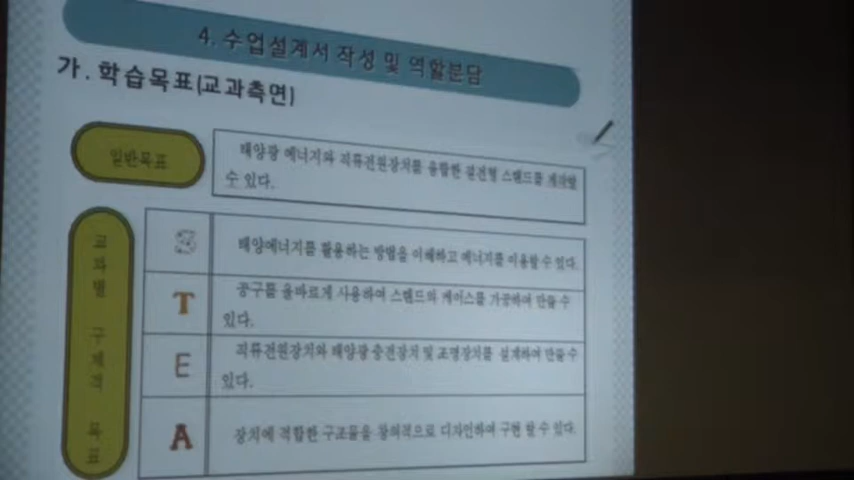 4. 수업설계서 작성 및 역할분담
가. 학습목표(교과측면)
일반목표
태양광 에너지와 직류전원장치를 융합한 절전형 스탠드를 제작할
수 있다.
교과별 구체적 목표
S
태양에너지를 활용하는 방법을 이해하고 에너지를 이용할 수 있다.
T
공구를 올바르게 사용하여 스탠드의 케이스를 가공하여 만들 수
있다.
E
직류전원장치와 태양광 충전장치 및 조명장치를 설계하여 만들 수
있다.
A
장치에 적합한 구조물을 창의적으로 디자인하여 구현 할 수 있다.